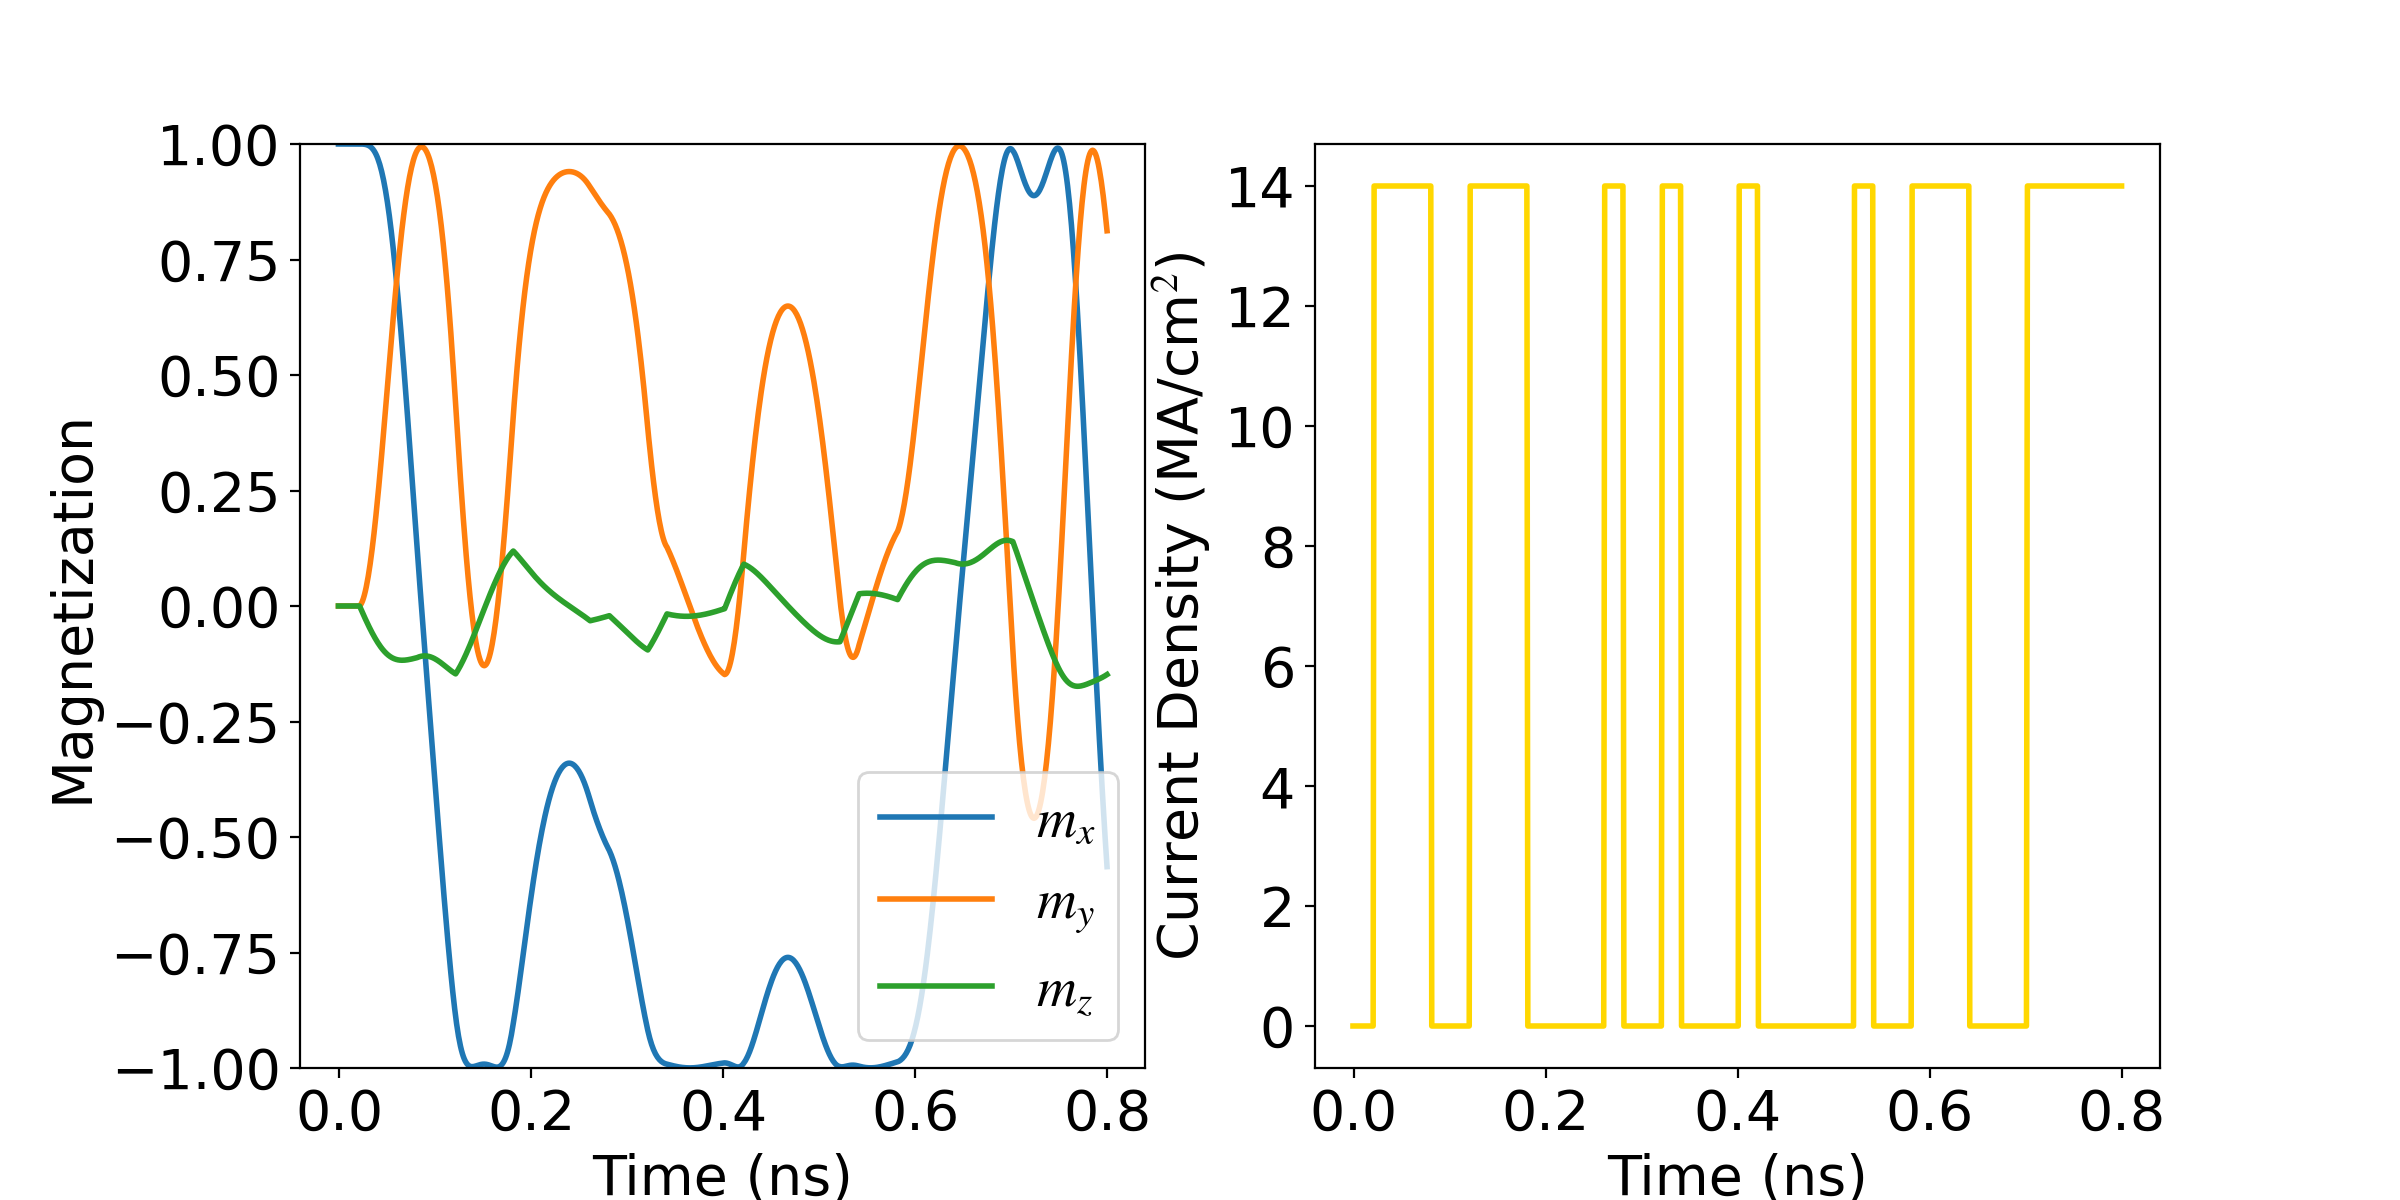 1.00
0.75
0.50
0.25
0.00
−0.25
−0.50
−0.75
−1.00
Magnetization
0.0 0.2 0.4 0.6 0.8
Time (ns)
m_x
m_y
m_z
14
12
10
8
6
4
2
0
Current Density (MA/cm²)
0.0 0.2 0.4 0.6 0.8
Time (ns)